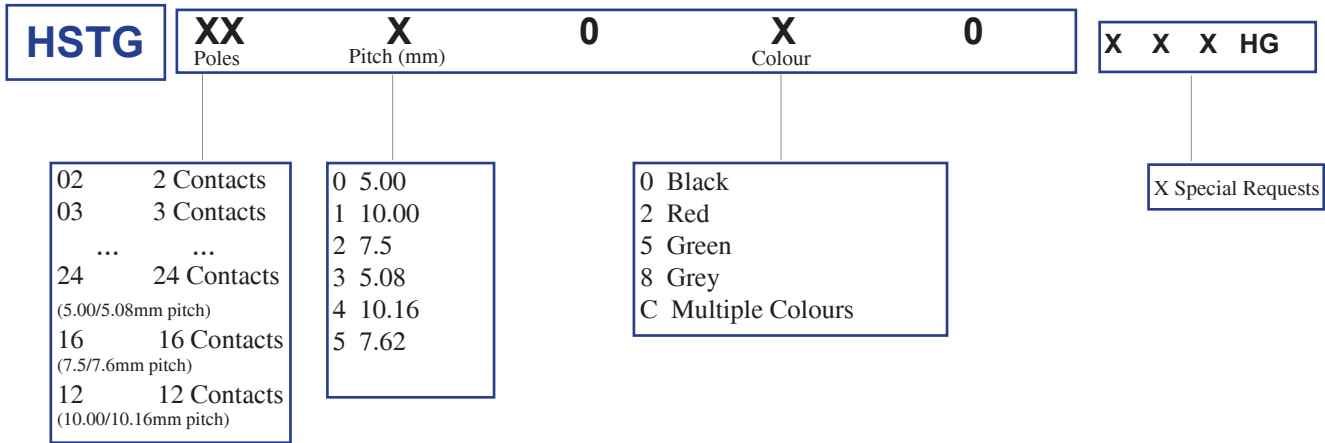 HSTG
XX X 0 X 0
Poles Pitch (mm) Colour
X X X HG
02 2 Contacts
03 3 Contacts
... ...
24 24 Contacts
(5.00/5.08mm pitch)
16 16 Contacts
(7.5/7.6mm pitch)
12 12 Contacts
(10.00/10.16mm pitch)
0 5.00
1 10.00
2 7.5
3 5.08
4 10.16
5 7.62
0 Black
2 Red
5 Green
8 Grey
C Multiple Colours
X Special Requests